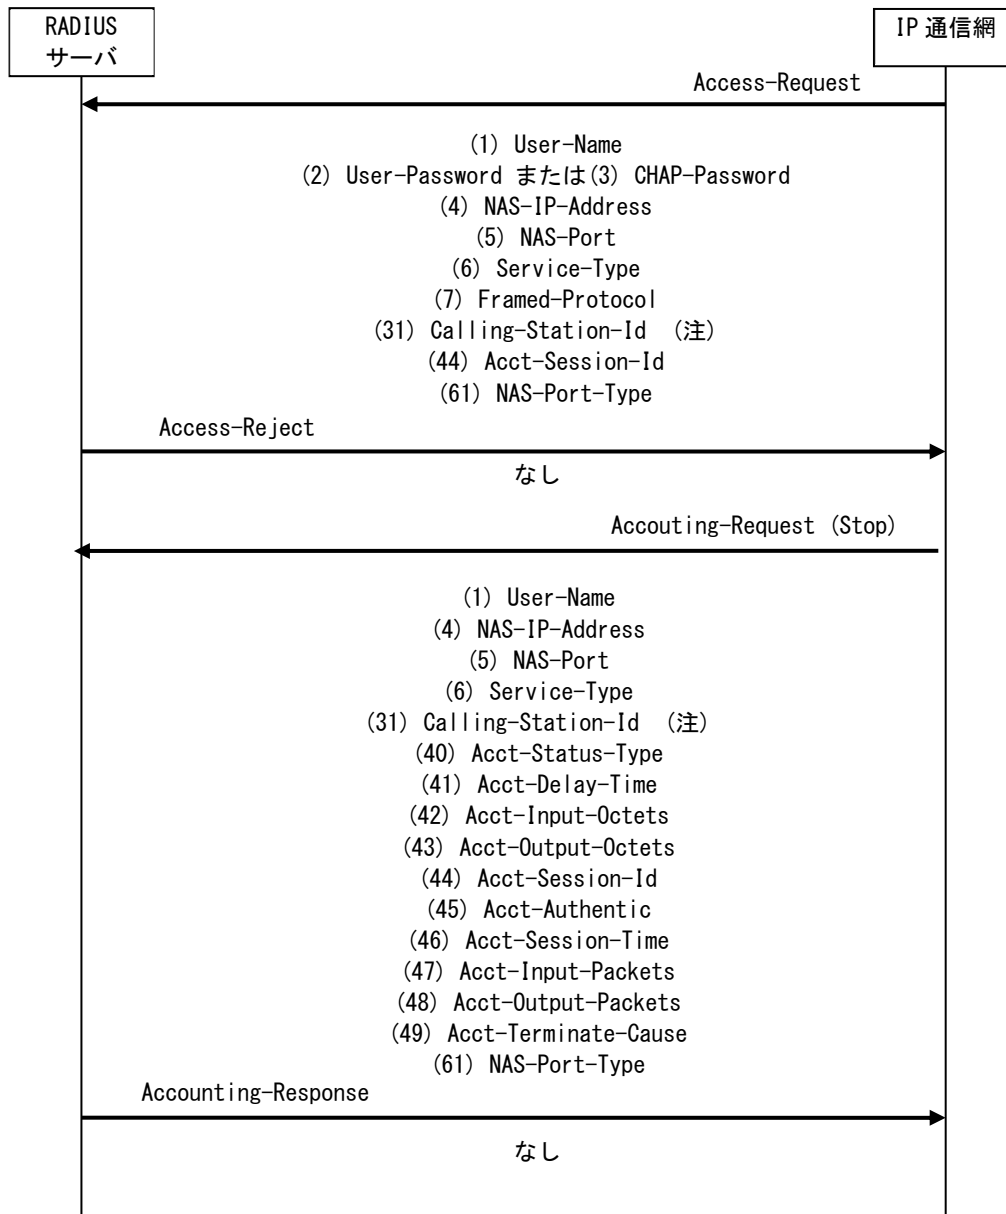 RADIUS
サーバ
IP 通信網
Access-Request
(1) User-Name
(2) User-Password または(3) CHAP-Password
(4) NAS-IP-Address
(5) NAS-Port
(6) Service-Type
(7) Framed-Protocol
(31) Calling-Station-Id (注)
(44) Acct-Session-Id
(61) NAS-Port-Type
Access-Reject
なし
Accouting-Request (Stop)
(1) User-Name
(4) NAS-IP-Address
(5) NAS-Port
(6) Service-Type
(31) Calling-Station-Id (注)
(40) Acct-Status-Type
(41) Acct-Delay-Time
(42) Acct-Input-Octets
(43) Acct-Output-Octets
(44) Acct-Session-Id
(45) Acct-Authentic
(46) Acct-Session-Time
(47) Acct-Input-Packets
(48) Acct-Output-Packets
(49) Acct-Terminate-Cause
(61) NAS-Port-Type
Accounting-Response
なし